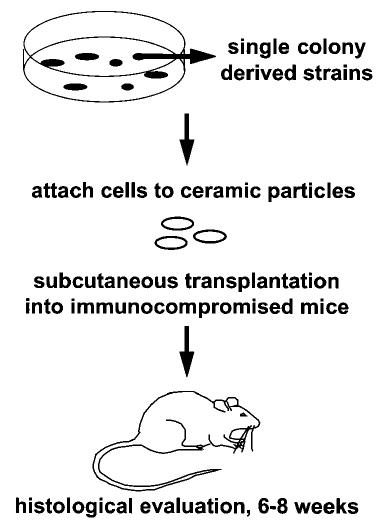 single colony
derived strains
attach cells to ceramic particles
subcutaneous transplantation
into immunocompromised mice
histological evaluation, 6-8 weeks